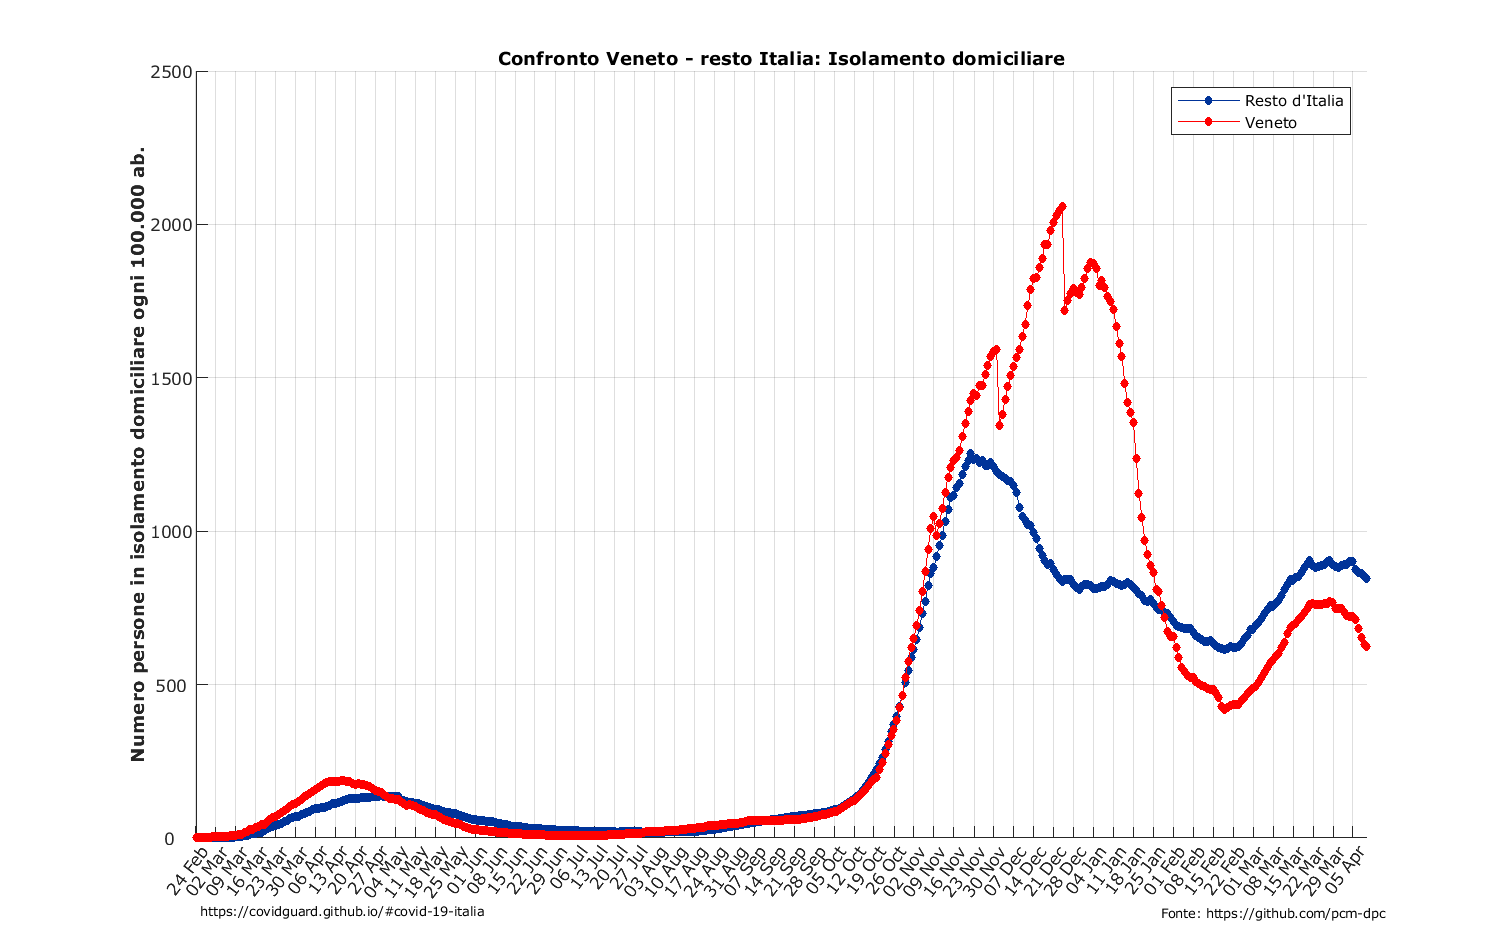 Confronto Veneto - resto Italia: Isolamento domiciliare
Resto d'Italia
Veneto
Numero persone in isolamento domiciliare ogni 100.000 ab.
2500
2000
1500
1000
500
0
24 Feb
02 Mar
09 Mar
16 Mar
23 Mar
30 Mar
06 Apr
13 Apr
20 Apr
27 Apr
04 May
11 May
18 May
25 May
01 Jun
08 Jun
15 Jun
22 Jun
29 Jun
06 Jul
13 Jul
20 Jul
27 Jul
03 Aug
10 Aug
17 Aug
24 Aug
31 Aug
07 Sep
14 Sep
21 Sep
28 Sep
05 Oct
12 Oct
19 Oct
26 Oct
02 Nov
09 Nov
16 Nov
23 Nov
30 Nov
07 Dec
14 Dec
21 Dec
28 Dec
04 Jan
11 Jan
18 Jan
25 Jan
01 Feb
08 Feb
15 Feb
22 Feb
01 Mar
08 Mar
15 Mar
22 Mar
29 Mar
05 Apr
https://covidguard.github.io/#covid-19-italia
Fonte: https://github.com/pcm-dpc